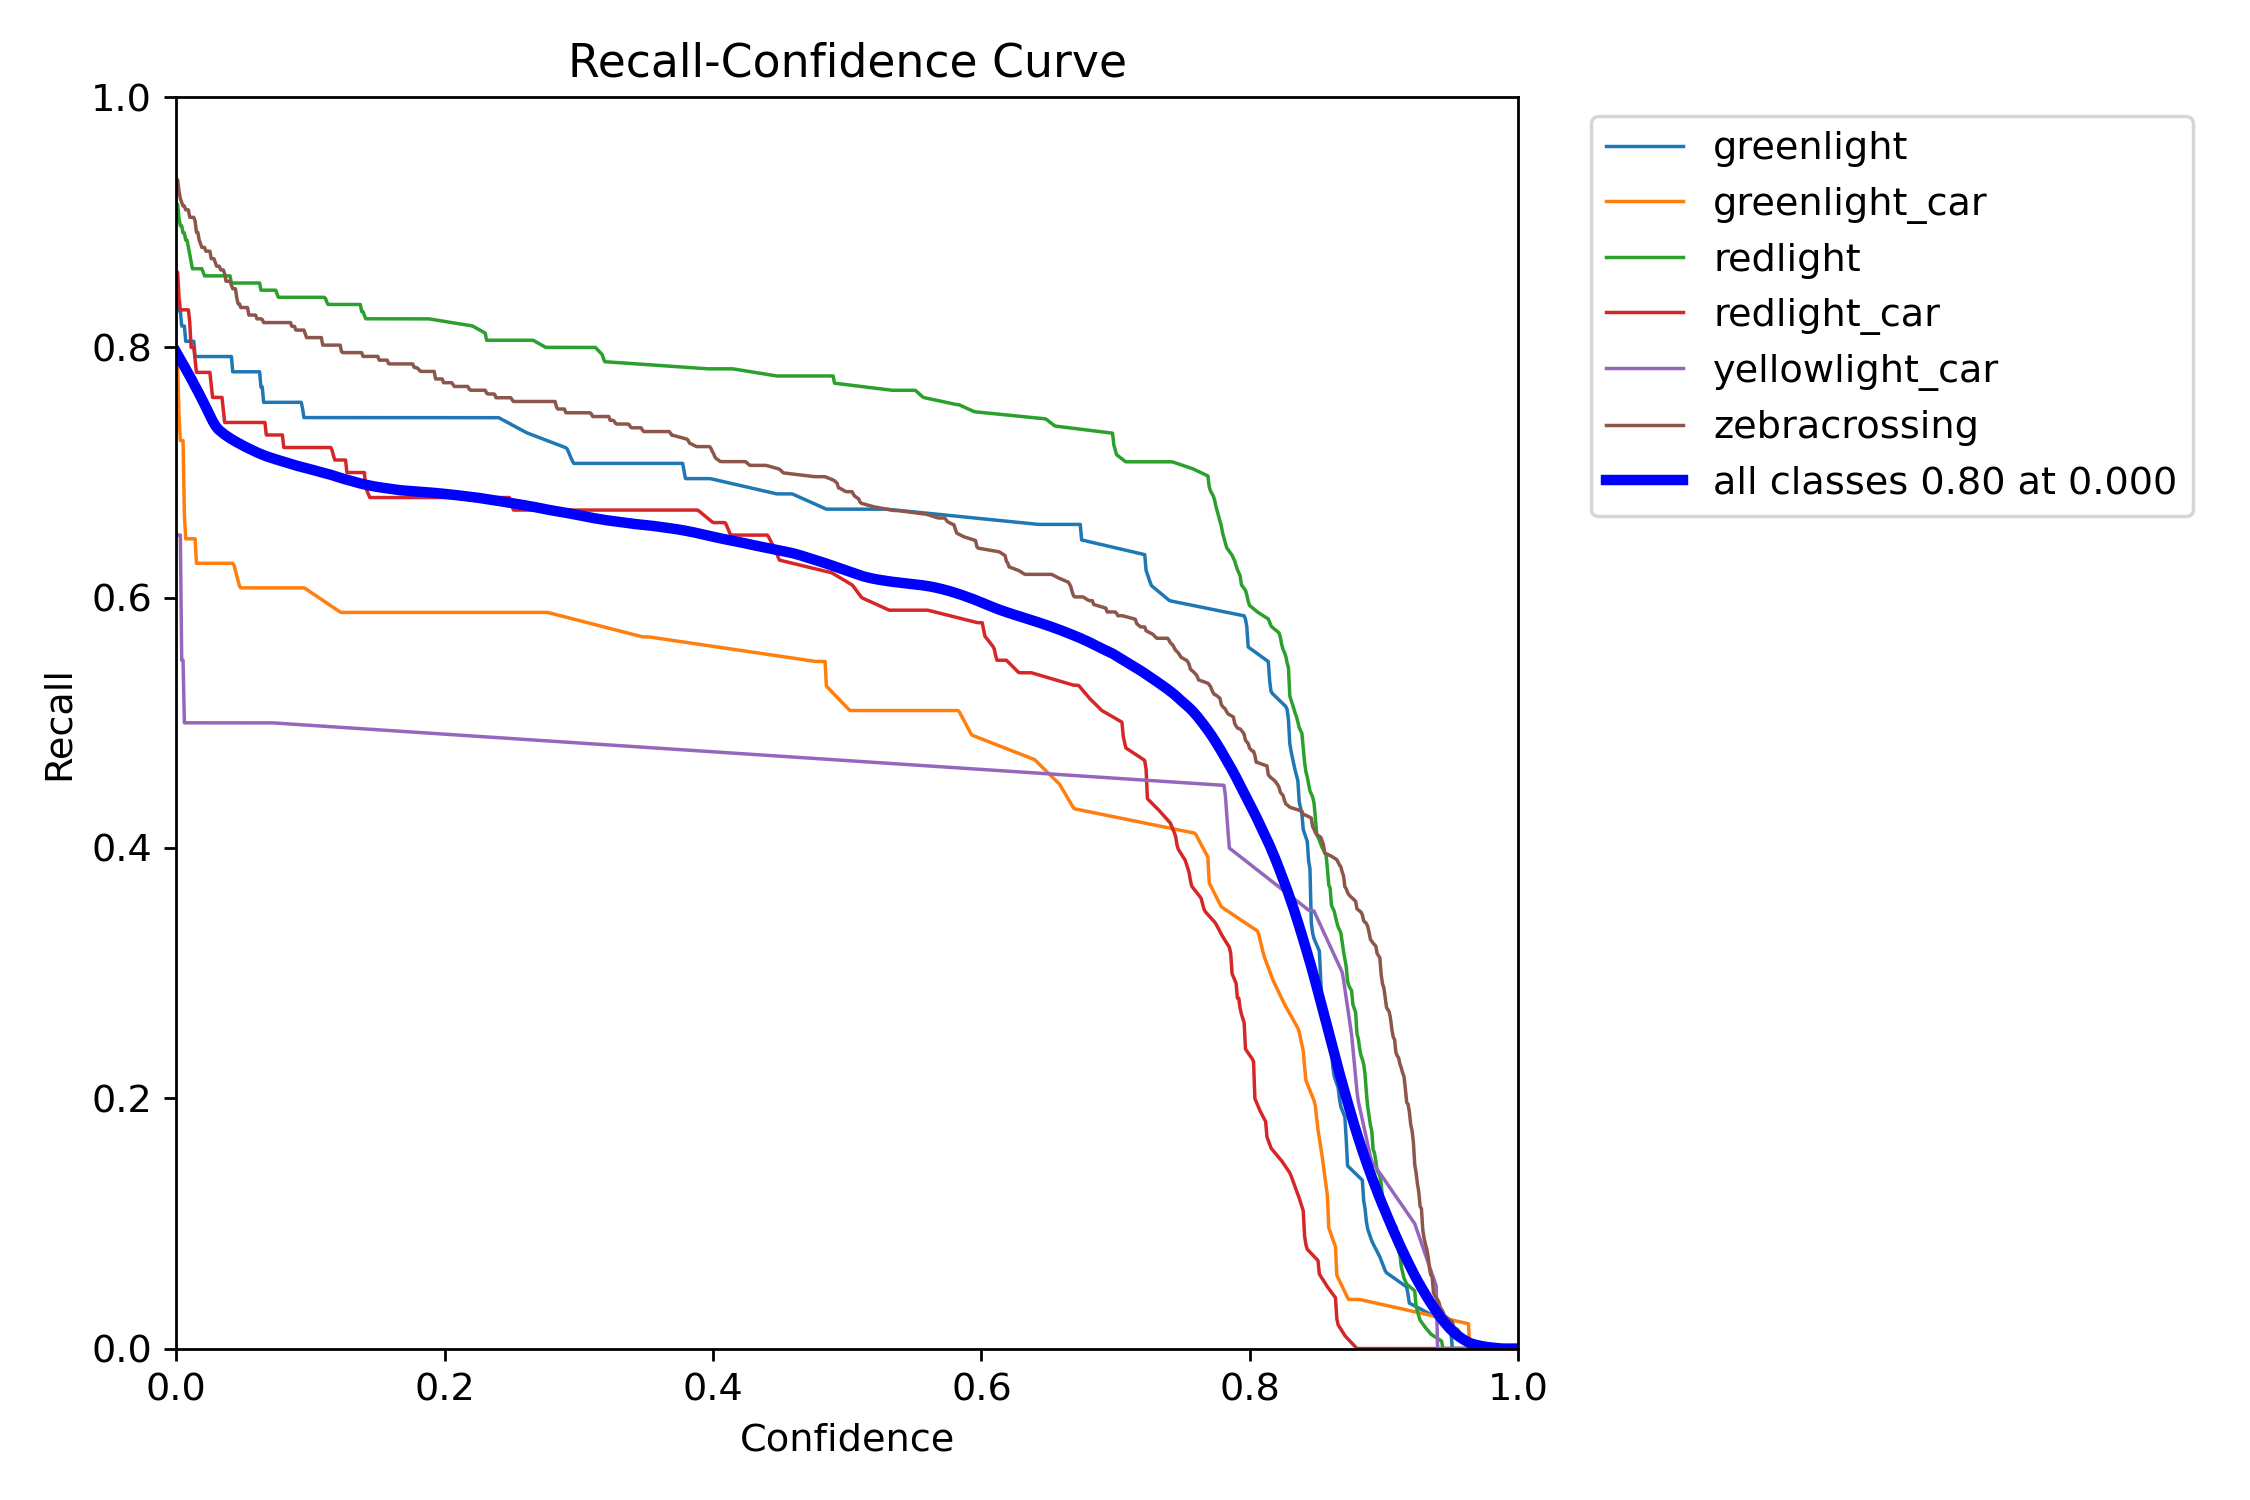 Recall-Confidence Curve
1.0
0.8
0.6
0.4
0.2
0.0
Recall
0.0 0.2 0.4 0.6 0.8 1.0
Confidence
greenlight
greenlight_car
redlight
redlight_car
yellowlight_car
zebracrossing
all classes 0.80 at 0.000